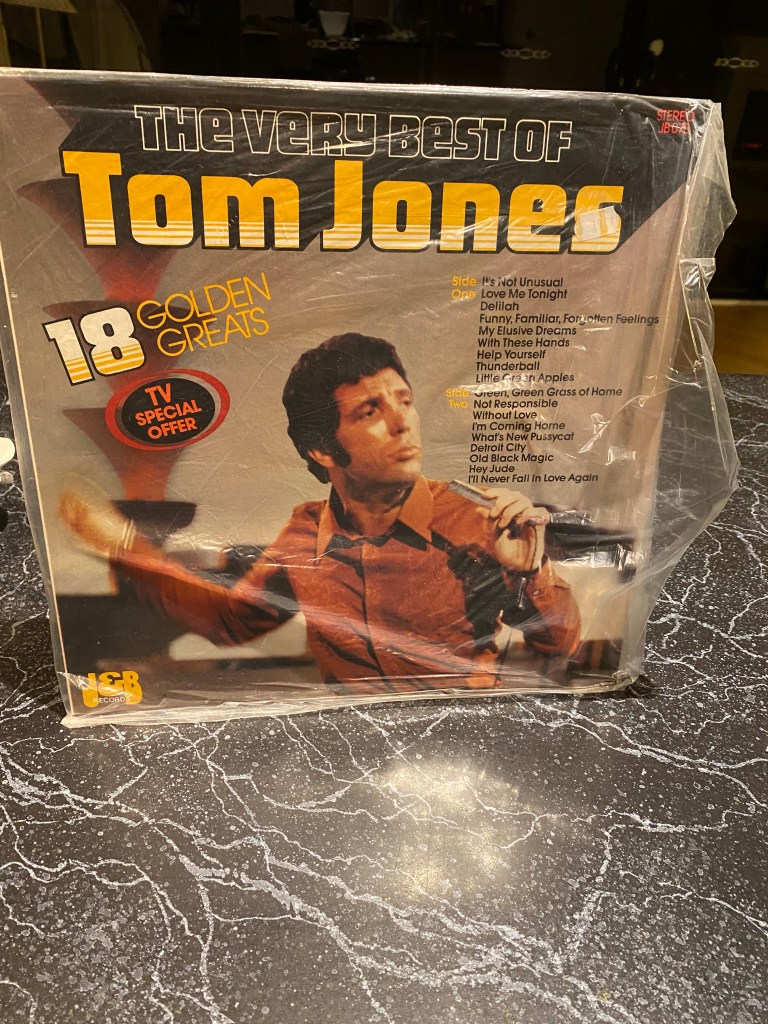 THE VERY BEST OF
Tom Jones
STEREO
18 GOLDEN GREATS
TV
SPECIAL
OFFER
Side One
It's Not Unusual
Love Me Tonight
Delilah
Funny, Familiar, Forgotten Feelings
My Elusive Dreams
With These Hands
Help Yourself
Thunderball
Little Green Apples
Side Two
Green, Green Grass of Home
Not Responsible
Without Love
I'm Coming Home
What's New Pussycat
Detroit City
Old Black Magic
Hey Jude
I'll Never Fall In Love Again
J&B
RECORDS